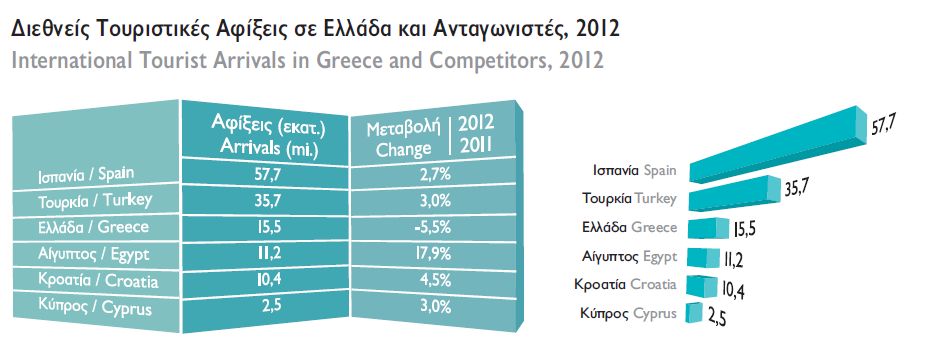 Διεθνείς Τουριστικές Αφίξεις σε Ελλάδα και Ανταγωνιστές, 2012
International Tourist Arrivals in Greece and Competitors, 2012
Αφίξεις (εκατ.) Μεταβολή 2012
Arrivals (mi.) Change 2011
Ισπανία / Spain 57,7 2,7%
Τουρκία / Turkey 35,7 3,0%
Ελλάδα / Greece 15,5 -5,5%
Αίγυπτος / Egypt 11,2 17,9%
Κροατία / Croatia 10,4 4,5%
Κύπρος / Cyprus 2,5 3,0%
Ισπανία Spain 57,7
Τουρκία Turkey 35,7
Ελλάδα Greece 15,5
Αίγυπτος Egypt 11,2
Κροατία Croatia 10,4
Κύπρος Cyprus 2,5